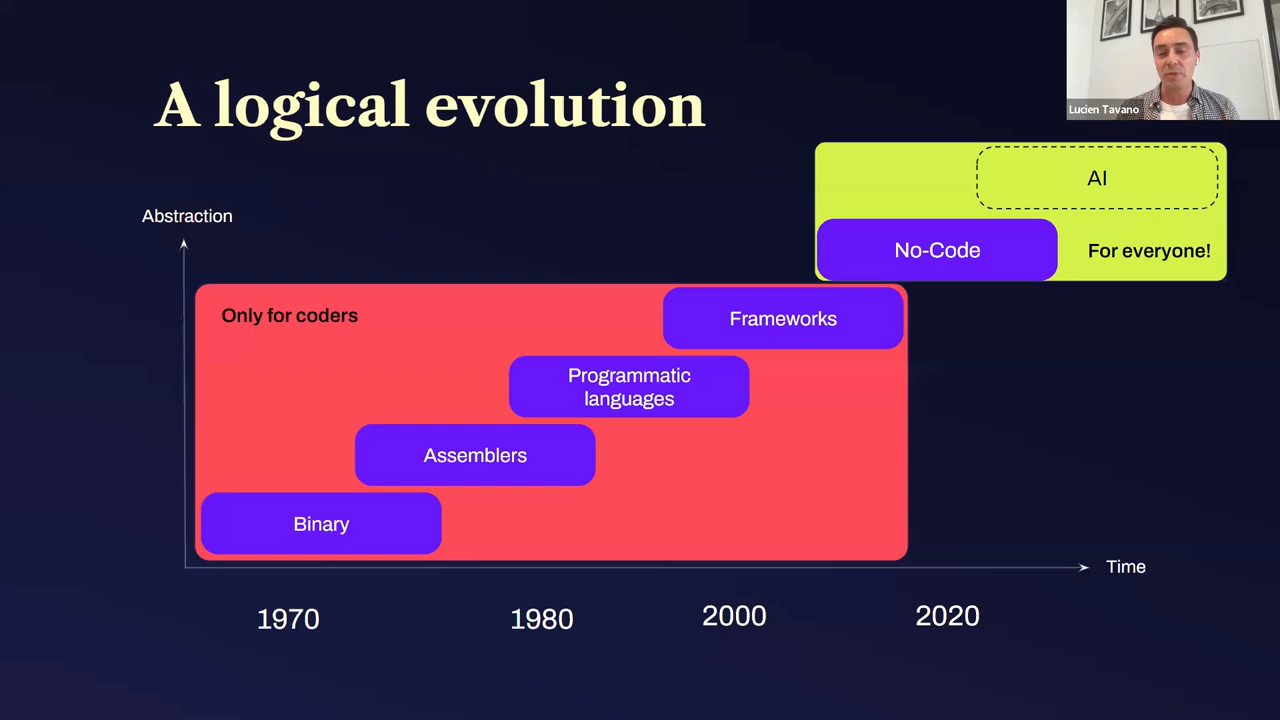 A logical evolution
Lucien Tavano
AI
Abstraction
No-Code
For everyone!
Only for coders
Frameworks
Programmatic
languages
Assemblers
Binary
Time
1970
1980
2000
2020